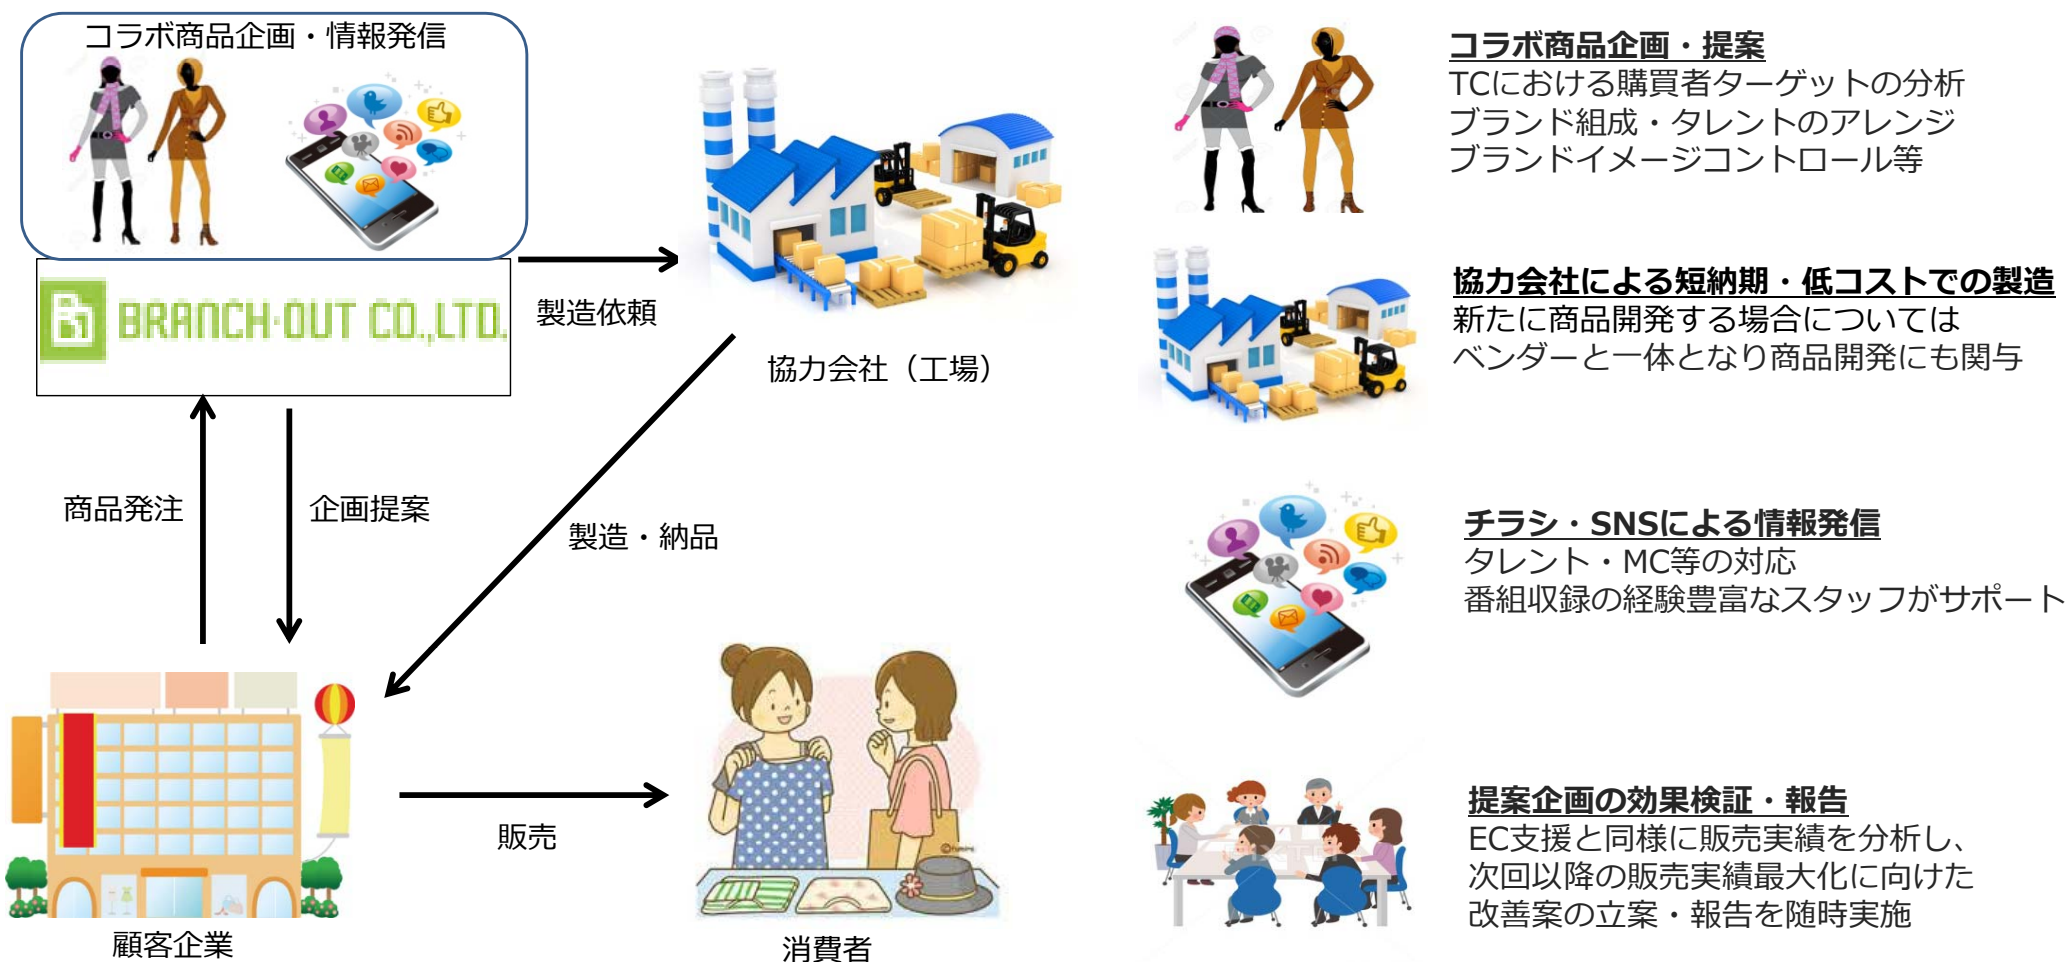 コラボ商品企画・情報発信
BRANCH·OUT CO.,LTD.
製造依頼
協力会社（工場）
商品発注
企画提案
製造・納品
顧客企業
販売
消費者
コラボ商品企画・提案
TCにおける購買者ターゲットの分析
ブランド組成・タレントのアレンジ
ブランドイメージコントロール等
協力会社による短納期・低コストでの製造
新たに商品開発する場合については
ベンダーと一体となり商品開発にも関与
チラシ・SNSによる情報発信
タレント・MC等の対応
番組収録の経験豊富なスタッフがサポート
提案企画の効果検証・報告
EC支援と同様に販売実績を分析し、
次回以降の販売実績最大化に向けた
改善案の立案・報告を随時実施